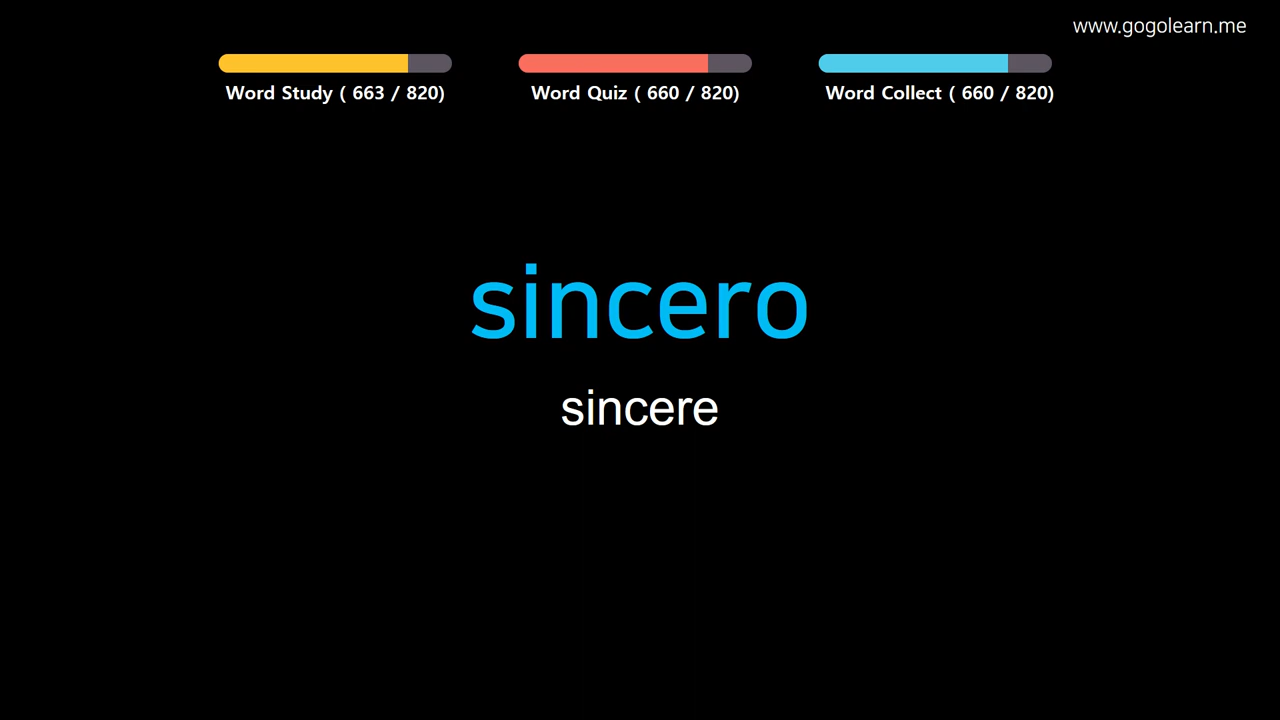 www.gogolearn.me
Word Study ( 663 / 820)
Word Quiz ( 660 / 820)
Word Collect ( 660 / 820)
sincero
sincere